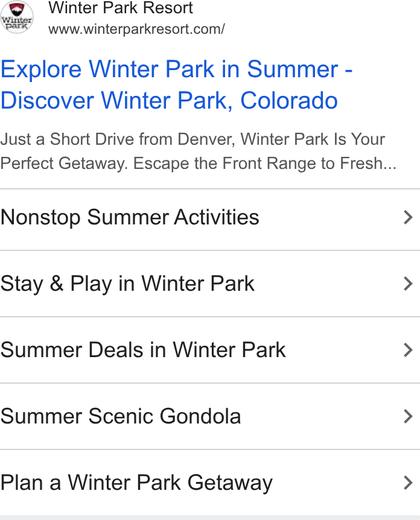 Winter Park Resort
www.winterparkresort.com/
Explore Winter Park in Summer -
Discover Winter Park, Colorado
Just a Short Drive from Denver, Winter Park Is Your
Perfect Getaway. Escape the Front Range to Fresh...
Nonstop Summer Activities
Stay & Play in Winter Park
Summer Deals in Winter Park
Summer Scenic Gondola
Plan a Winter Park Getaway